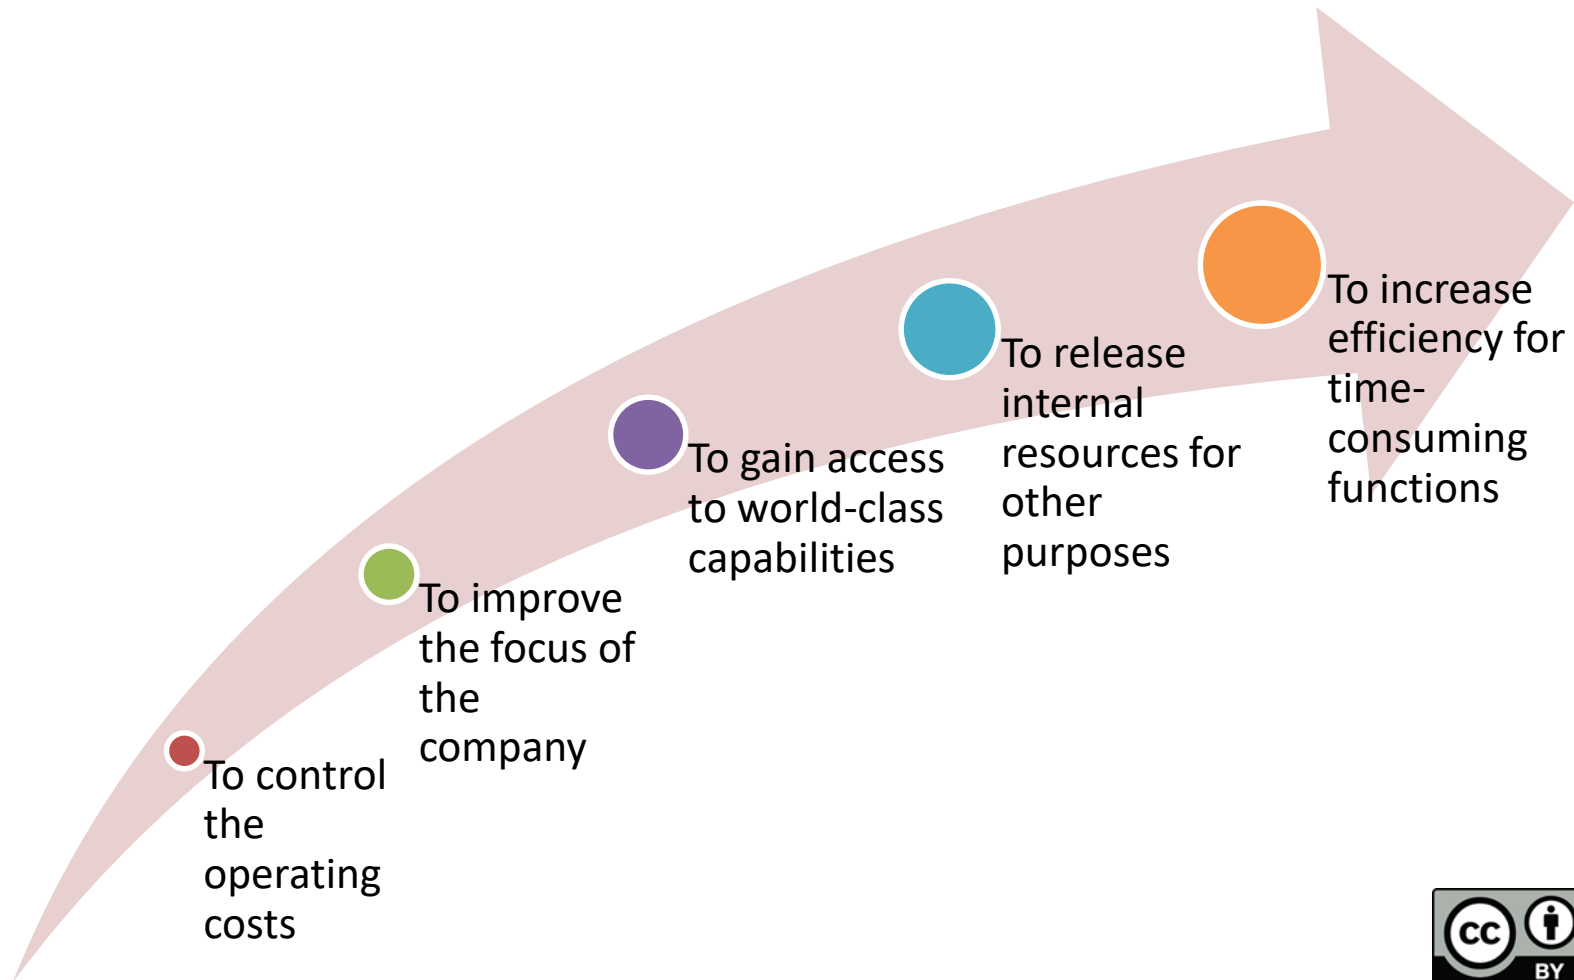 To control
the
operating
costs
To improve
the focus of
the
company
To gain access
to world-class
capabilities
To release
internal
resources for
other
purposes
To increase
efficiency for
time-
consuming
functions
cc
BY